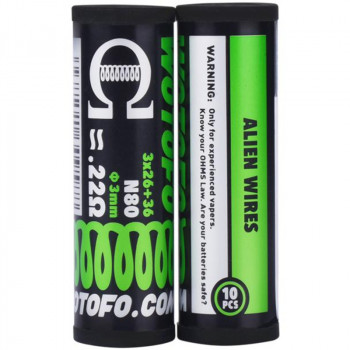 WOTOFO
Ω
≈ .22Ω
3x26+36
N80
Φ 3mm
WOTOFO.COM
WARNING: Only for experienced vapers.
Know your OHMS Law. Are your batteries safe?
ALIEN WIRES
10
PCS